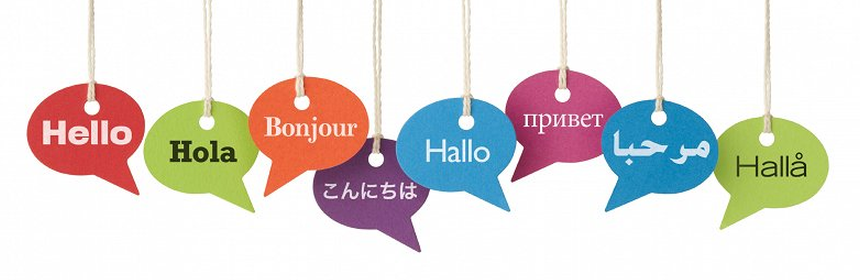 Hello
Hola
Bonjour
こんにちは
Hallo
привет
مرحبا
Hallå